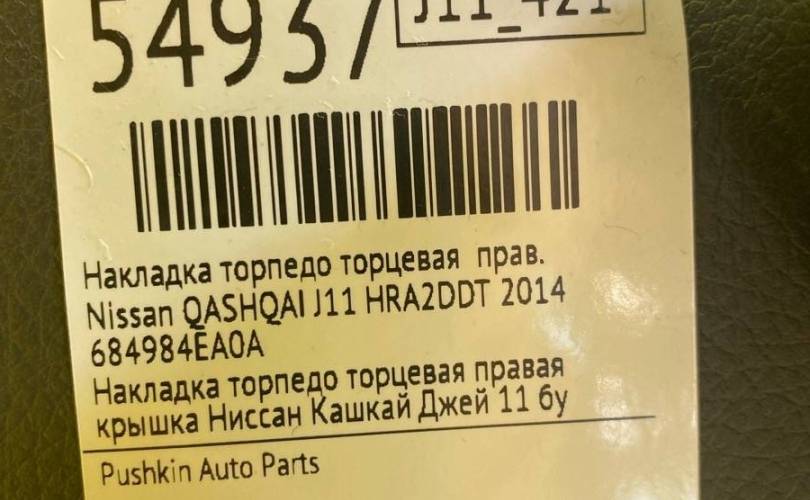 54937
J11_421
Накладка торпедо торцевая прав.
Nissan QASHQAI J11 HRA2DDT 2014
684984EA0A
Накладка торпедо торцевая правая
крышка Ниссан Кашкай Джей 11 бу
Pushkin Auto Parts